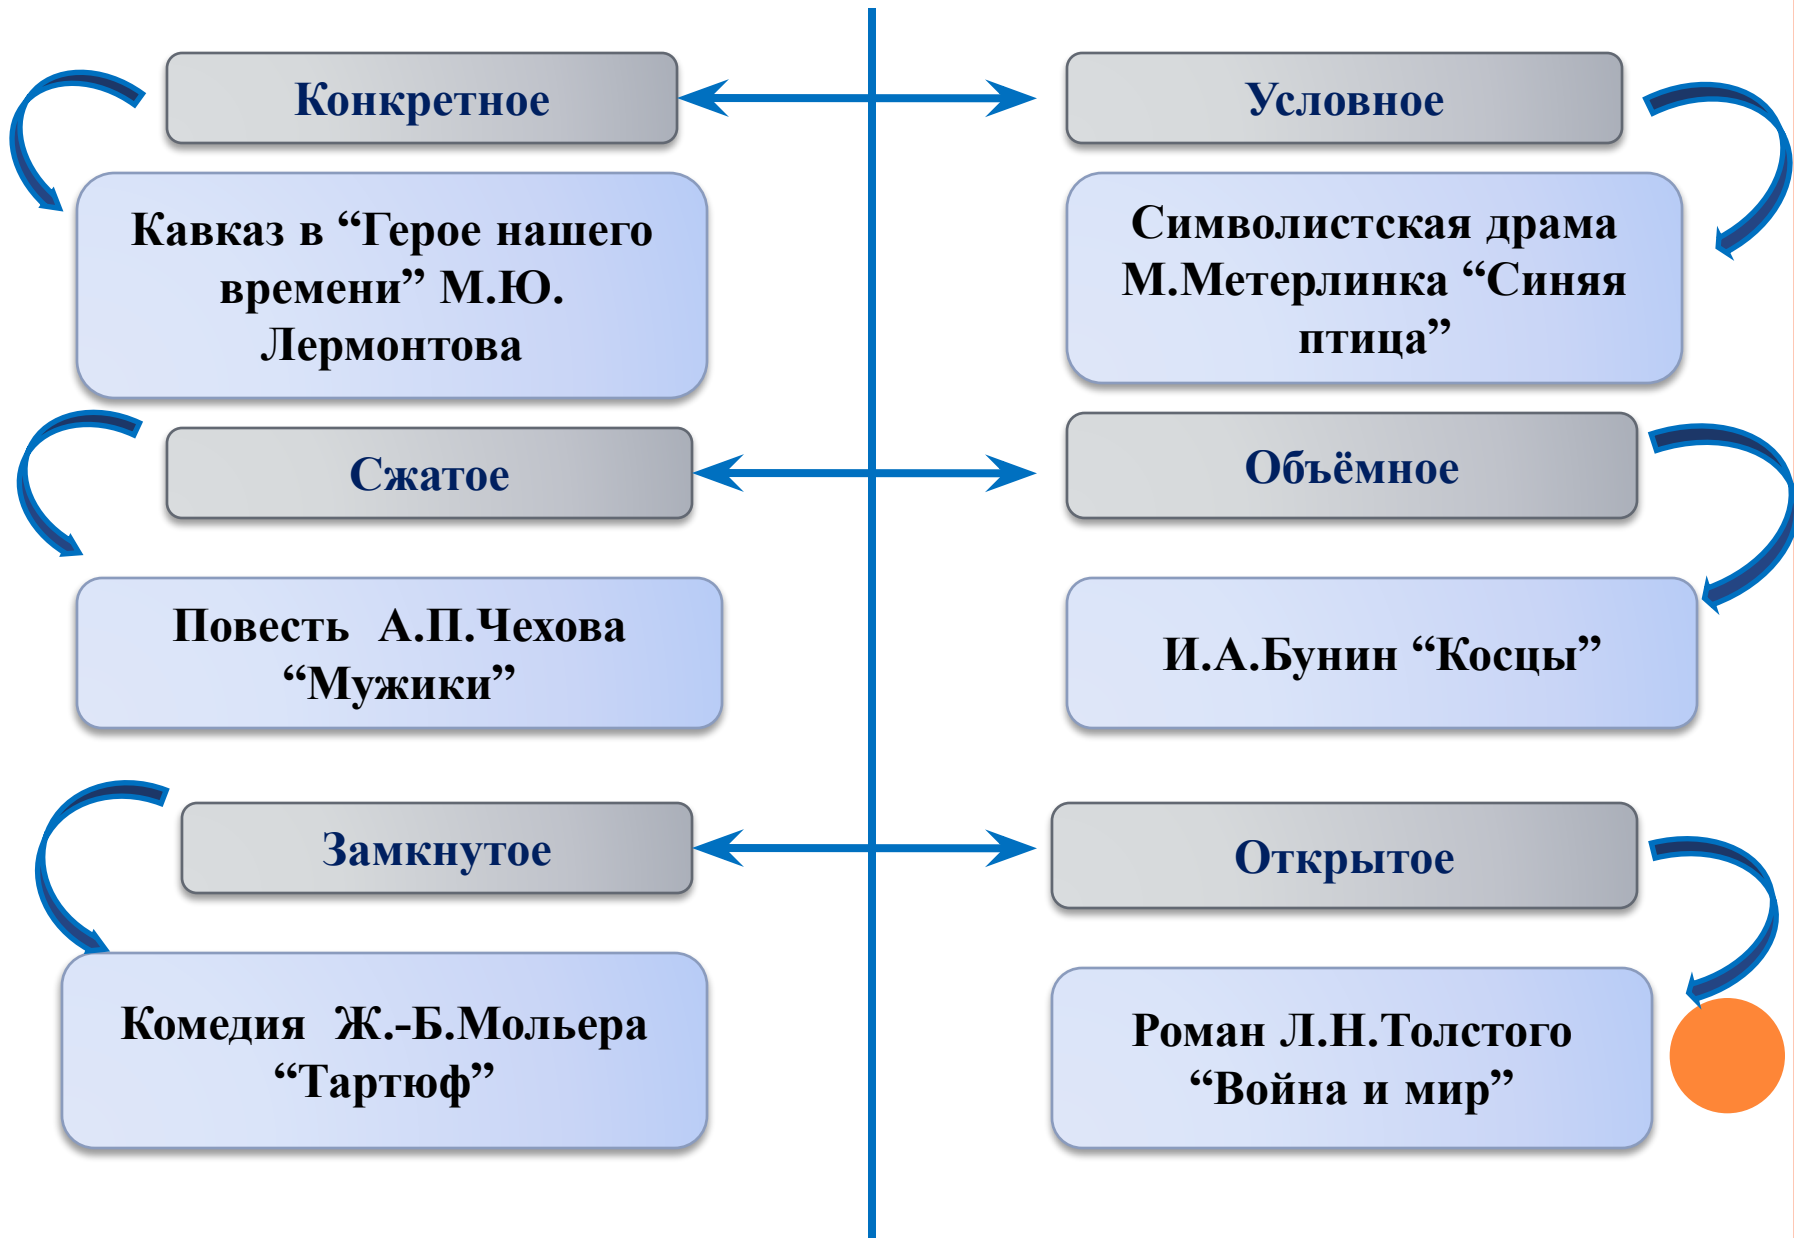 Конкретное
Условное
Кавказ в “Герое нашего
времени” М.Ю.
Лермонтова
Символистская драма
М.Метерлинка “Синяя
птица”
Сжатое
Объёмное
Повесть А.П.Чехова
“Мужики”
И.А.Бунин “Косцы”
Замкнутое
Открытое
Комедия Ж.-Б.Мольера
“Тартюф”
Роман Л.Н.Толстого
“Война и мир”